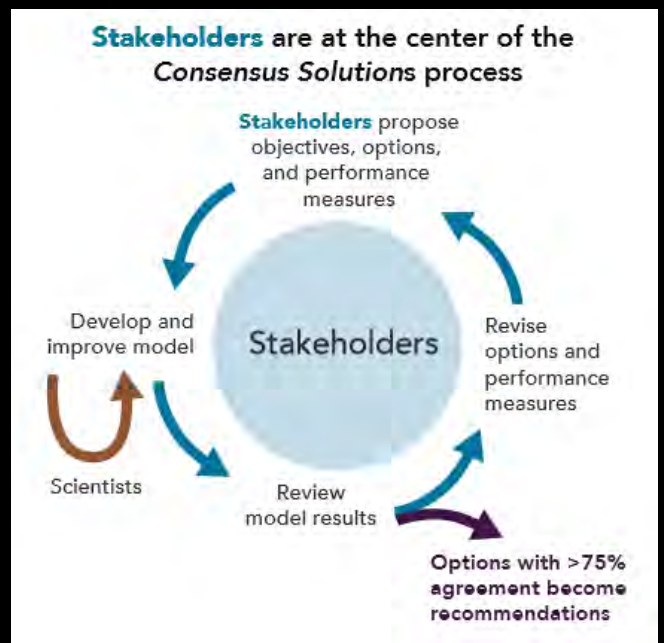 Stakeholders are at the center of the
Consensus Solutions process
Stakeholders propose
objectives, options,
and performance
measures
Develop and
improve model
Stakeholders
Revise
options and
performance
measures
Scientists
Review
model results
Options with >75%
agreement become
recommendations